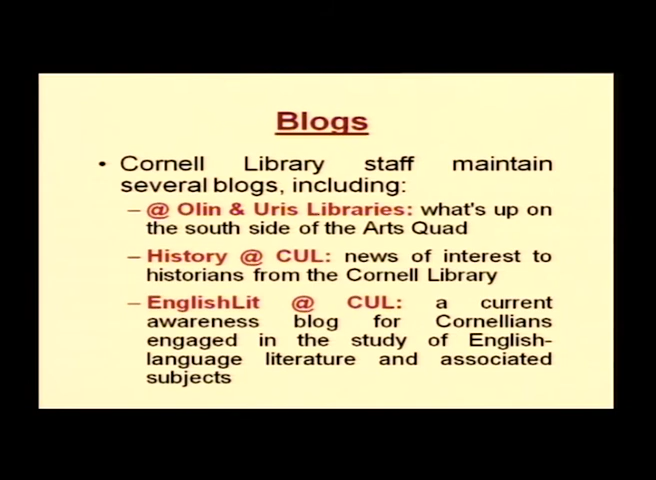 Blogs
• Cornell Library staff maintain
several blogs, including:
– @ Olin & Uris Libraries: what's up on
the south side of the Arts Quad
– History @ CUL: news of interest to
historians from the Cornell Library
– EnglishLit @ CUL: a current
awareness blog for Cornellians
engaged in the study of English-
language literature and associated
subjects